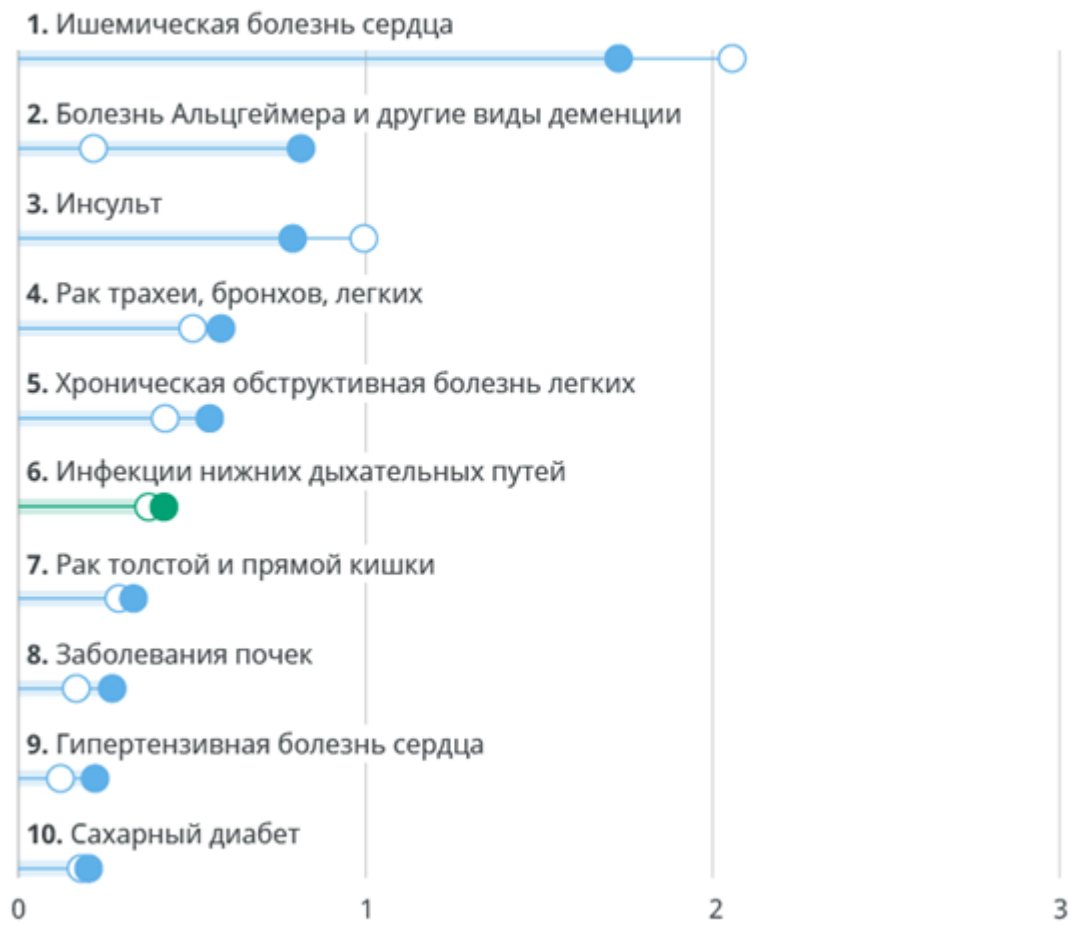 1. Ишемическая болезнь сердца
2. Болезнь Альцгеймера и другие виды деменции
3. Инсульт
4. Рак трахеи, бронхов, легких
5. Хроническая обструктивная болезнь легких
6. Инфекции нижних дыхательных путей
7. Рак толстой и прямой кишки
8. Заболевания почек
9. Гипертензивная болезнь сердца
10. Сахарный диабет
0 1 2 3